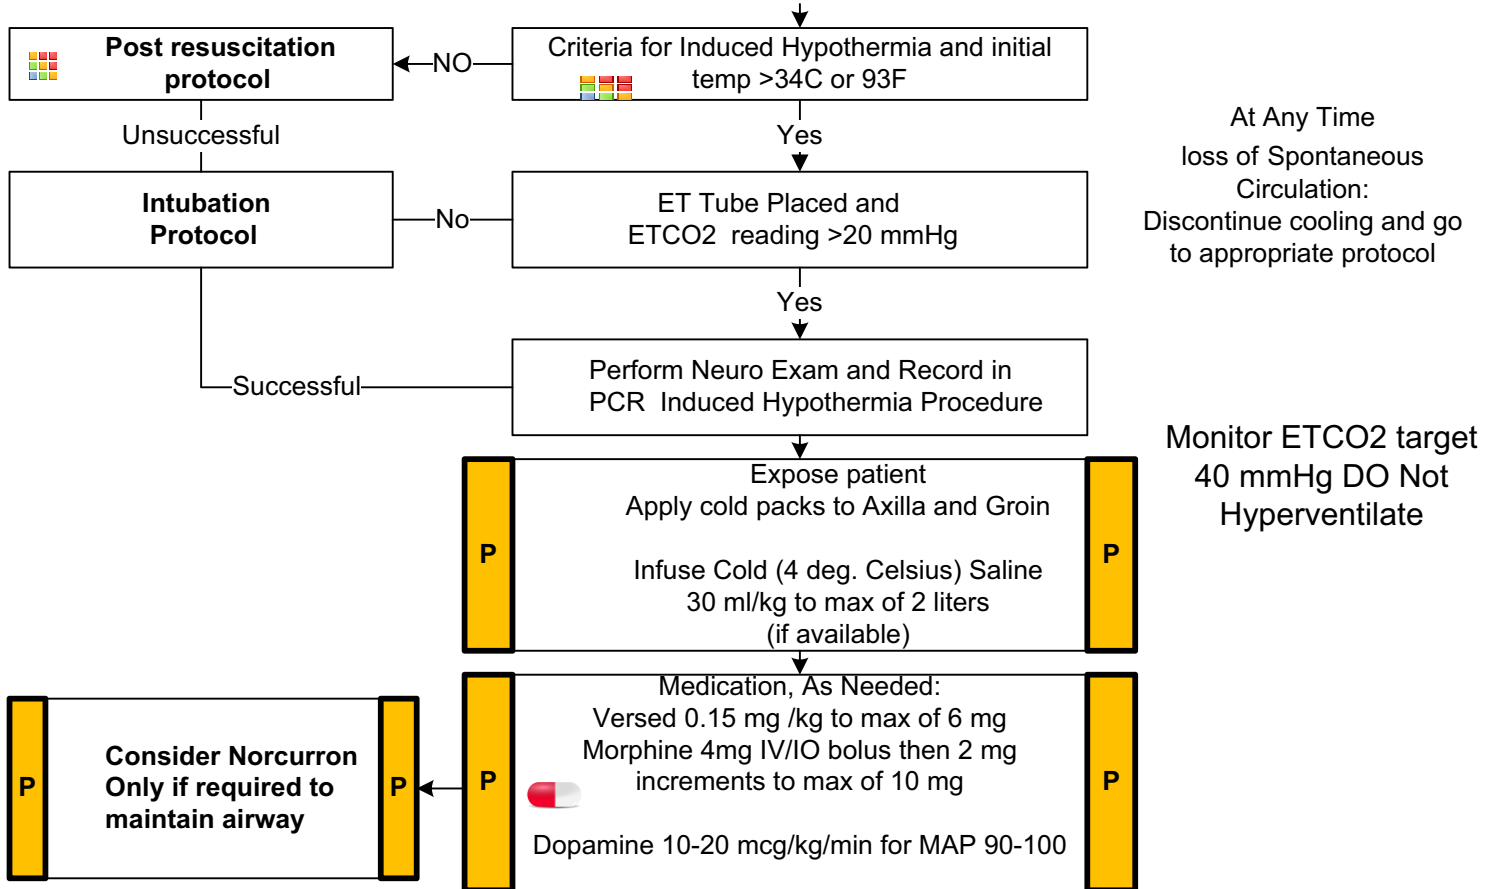 Post resuscitation
protocol
NO
Criteria for Induced Hypothermia and initial
temp >34C or 93F
Unsuccessful
Yes
At Any Time
loss of Spontaneous
Circulation:
Discontinue cooling and go
to appropriate protocol
Intubation
Protocol
No
ET Tube Placed and
ETCO2 reading >20 mmHg
Yes
Successful
Perform Neuro Exam and Record in
PCR Induced Hypothermia Procedure
Monitor ETCO2 target
40 mmHg DO Not
Hyperventilate
P
Expose patient
Apply cold packs to Axilla and Groin
Infuse Cold (4 deg. Celsius) Saline
30 ml/kg to max of 2 liters
(if available)
P
P
Consider Norcurron
Only if required to
maintain airway
P
P
Medication, As Needed:
Versed 0.15 mg /kg to max of 6 mg
Morphine 4mg IV/IO bolus then 2 mg
increments to max of 10 mg
Dopamine 10-20 mcg/kg/min for MAP 90-100
P